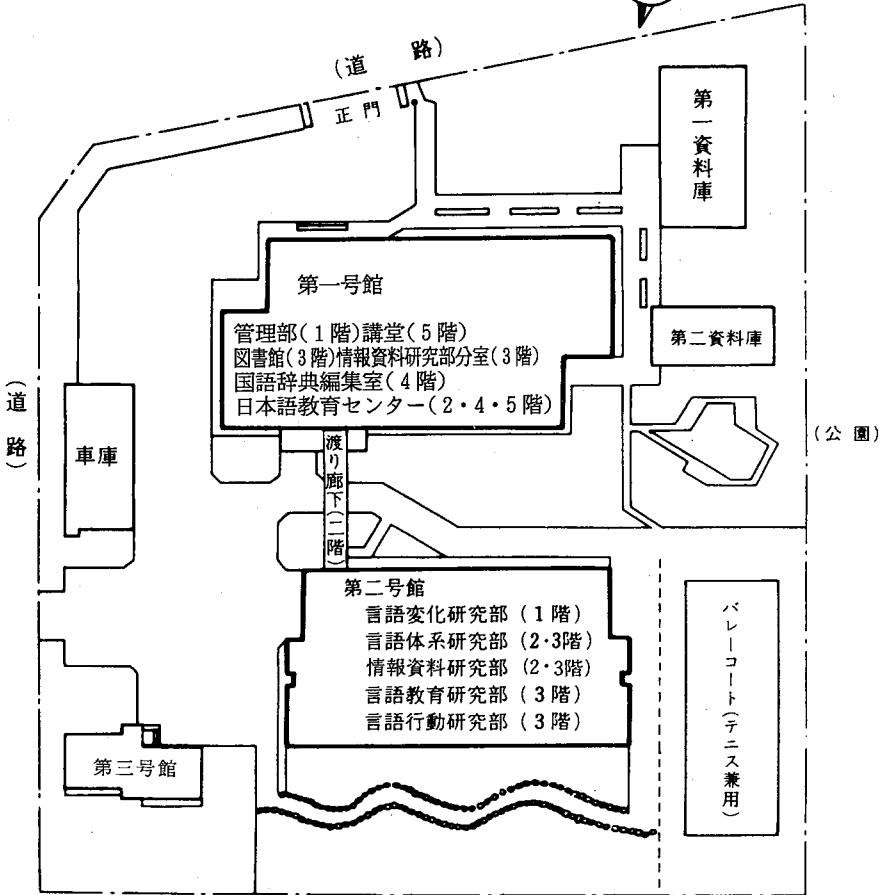 (道路)
正門
第一資料庫
第一号館
管理部(1階)講堂(5階)
図書館(3階)情報資料研究部分室(3階)
国語辞典編集室(4階)
日本語教育センター(2・4・5階)
第二資料庫
(道路)
車庫
(公園)
渡り廊下(二階)
第二号館
言語変化研究部(1階)
言語体系研究部(2・3階)
情報資料研究部(2・3階)
言語教育研究部(3階)
言語行動研究部(3階)
バレーコート(テニス兼用)
第三号館